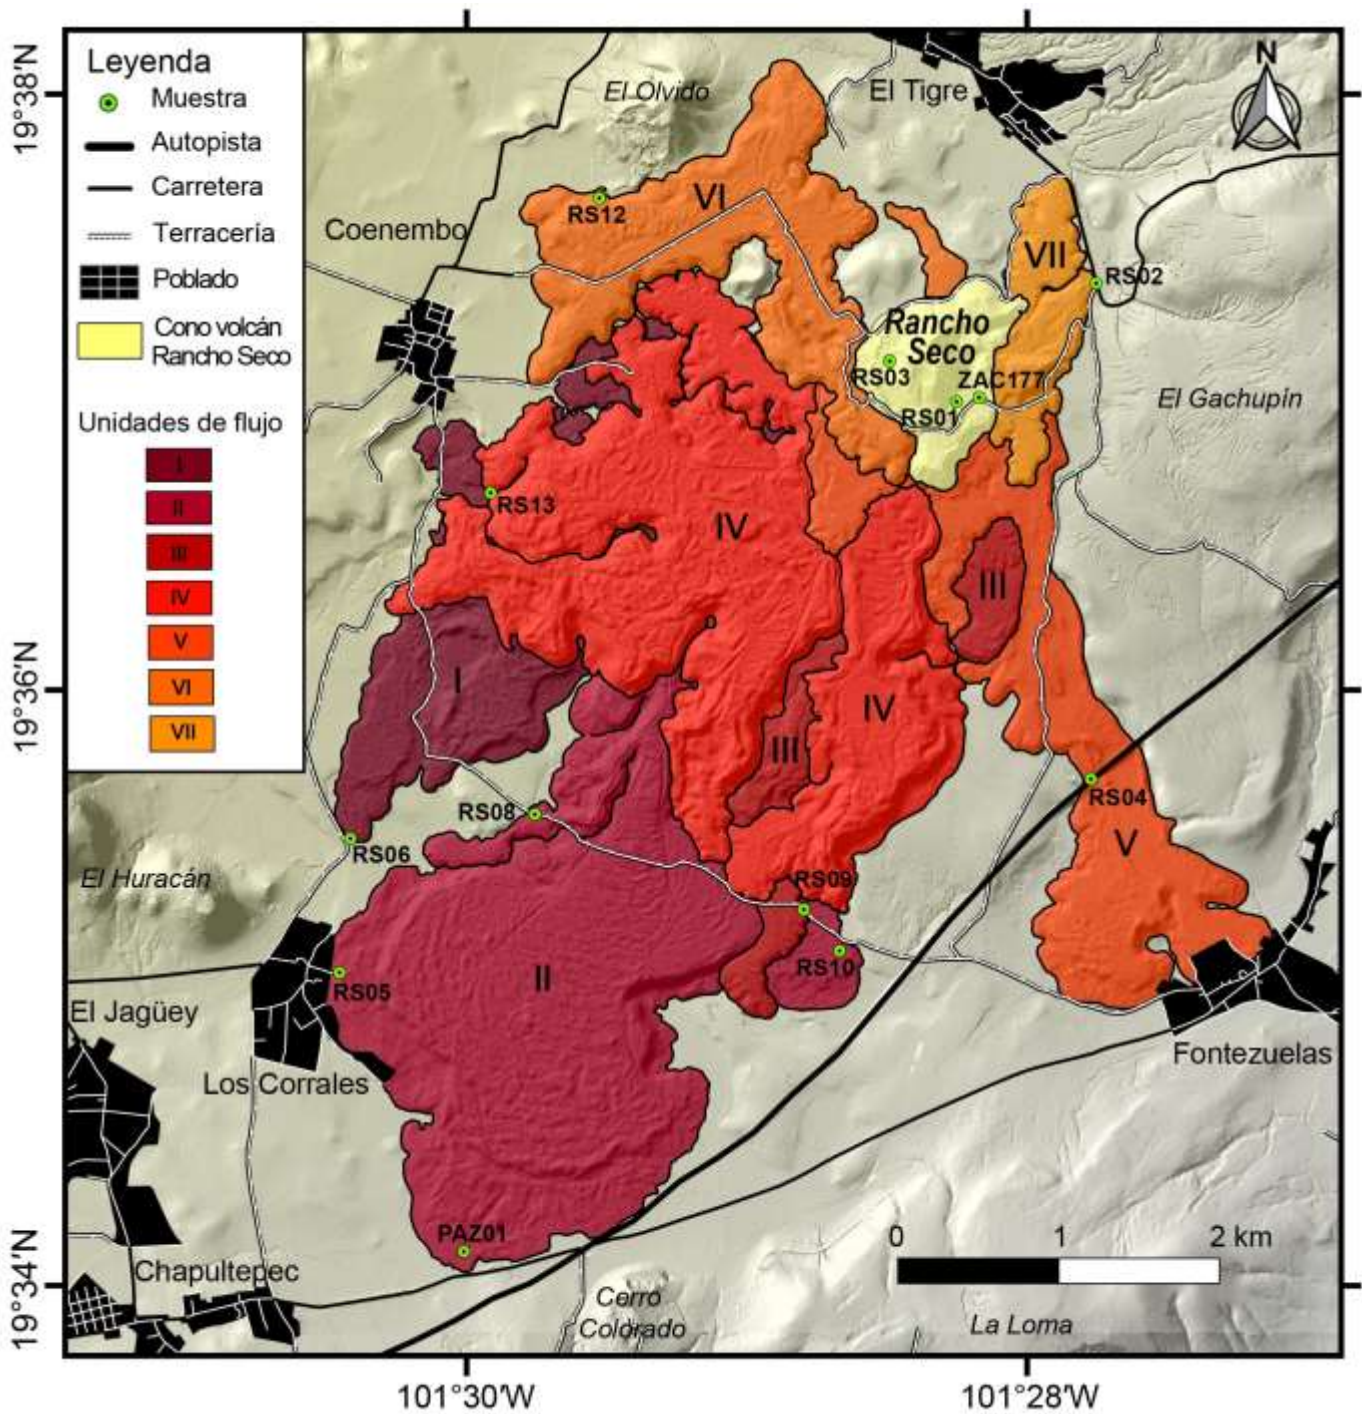 Leyenda
Muestra
Autopista
Carretera
Terracería
Poblado
Cono volcán
Rancho Seco
Unidades de flujo
I
II
III
IV
V
VI
VII
N
19°38'N
19°36'N
19°34'N
El Olvido
El Tigre
RS12
VI
Coenembo
VII
RS02
Rancho
Seco
RS03
ZAC177
RS01
El Gachupín
RS13
IV
III
I
IV
III
RS04
RS08
RS06
V
El Huracán
RS09
RS10
II
RS05
El Jagüey
Fontezuelas
Los Corrales
PAZ01
0 1 2 km
Chapultepec
Cerro
Colorado
La Loma
101°30'W
101°28'W